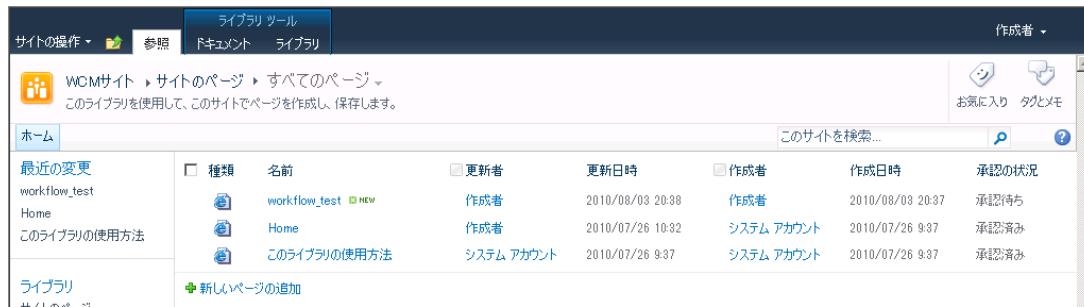 ライブラリ ツール
サイトの操作 参照 ドキュメント ライブラリ 作成者
WCMサイト サイトのページ すべてのページ
このライブラリを使用して、このサイトでページを作成し、保存します。
お気に入り タグとメモ
ホーム このサイトを検索...
最近の変更 種類 名前 更新者 更新日時 作成者 作成日時 承認の状況
workflow_test workflow_test NEW 作成者 2010/08/03 20:38 作成者 2010/08/03 20:37 承認待ち
Home Home 作成者 2010/07/26 10:32 システム アカウント 2010/07/26 9:37 承認済み
このライブラリの使用方法 このライブラリの使用方法 システム アカウント 2010/07/26 9:37 システム アカウント 2010/07/26 9:37 承認済み
ライブラリ 新しいページの追加